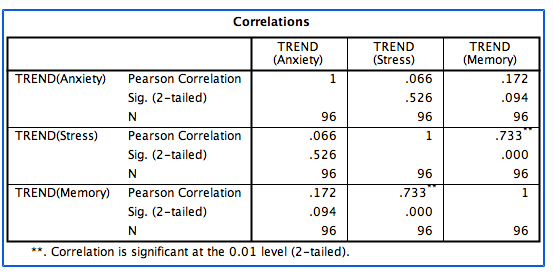 Correlations
TREND (Anxiety) TREND (Stress) TREND (Memory)
TREND(Anxiety) Pearson Correlation 1 .066 .172
Sig. (2-tailed) .526 .094
N 96 96 96
TREND(Stress) Pearson Correlation .066 1 .733**
Sig. (2-tailed) .526 .000
N 96 96 96
TREND(Memory) Pearson Correlation .172 .733** 1
Sig. (2-tailed) .094 .000
N 96 96 96
**. Correlation is significant at the 0.01 level (2-tailed).